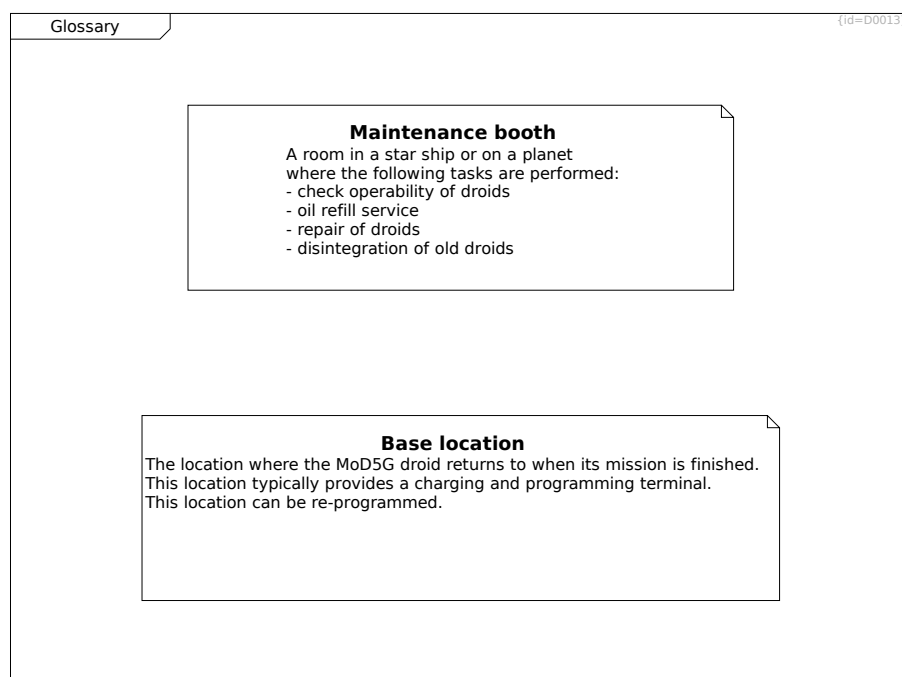 Glossary
{id=D0013
Maintenance booth
A room in a star ship or on a planet
where the following tasks are performed:
- check operability of droids
- oil refill service
- repair of droids
- disintegration of old droids
Base location
The location where the MoD5G droid returns to when its mission is finished.
This location typically provides a charging and programming terminal.
This location can be re-programmed.